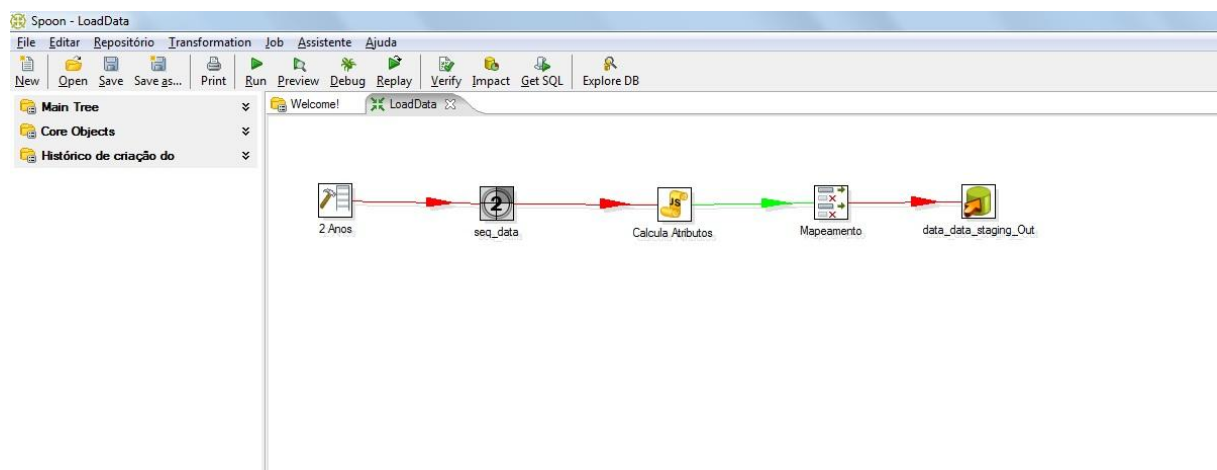 Spoon - LoadData
File Editar Repositório Transformation Job Assistente Ajuda
New Open Save Save as... Print Run Preview Debug Replay Verify Impact Get SQL Explore DB
Main Tree
Core Objects
Histórico de criação do
Welcome! LoadData
2
JS
2 Anos
seq_data
Calcula Atributos
Mapeamento
data_data_staging_Out